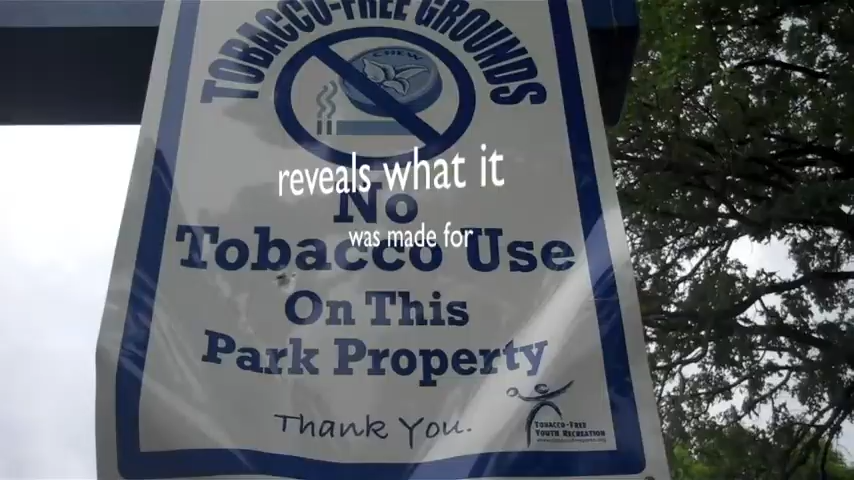 TOBACCO-FREE GROUNDS
CHEW
reveals what it
No
was made for
Tobacco Use
On This
Park Property
Thank You.
TOBACCO-FREE
YOUTH RECREATION